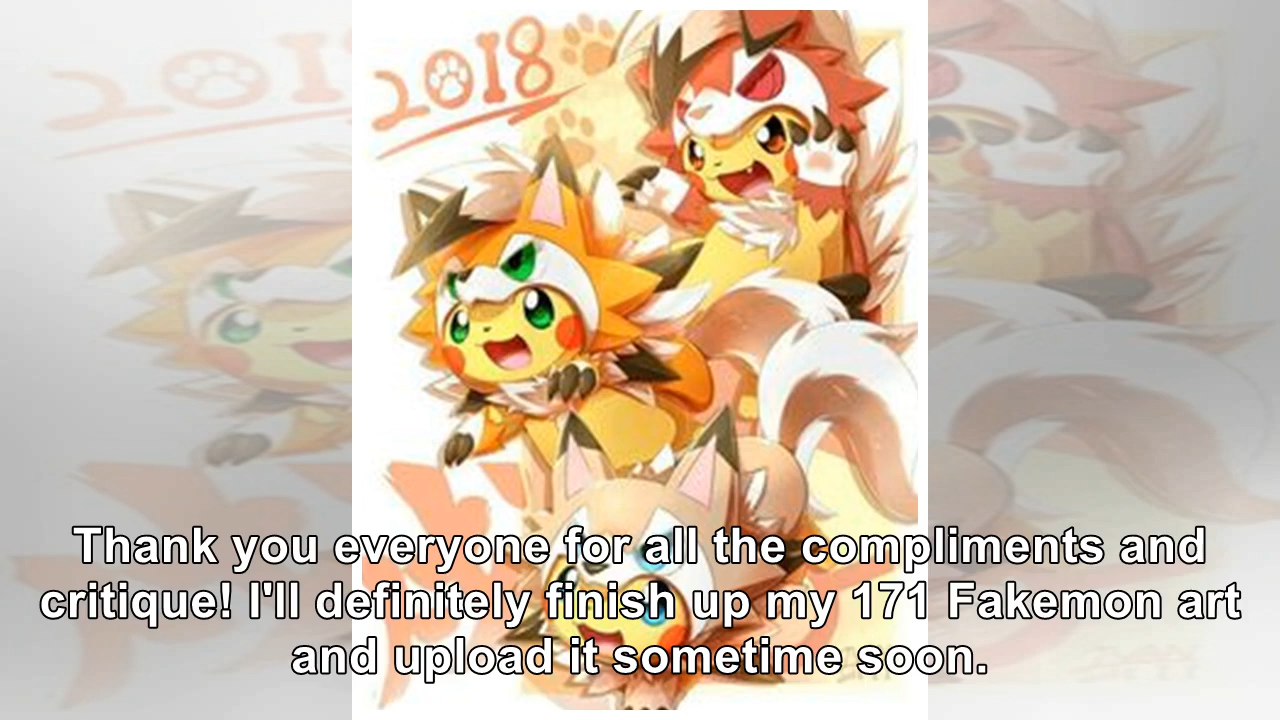 2018
Thank you everyone for all the compliments and
critique! I'll definitely finish up my 171 Fakemon art
and upload it sometime soon.